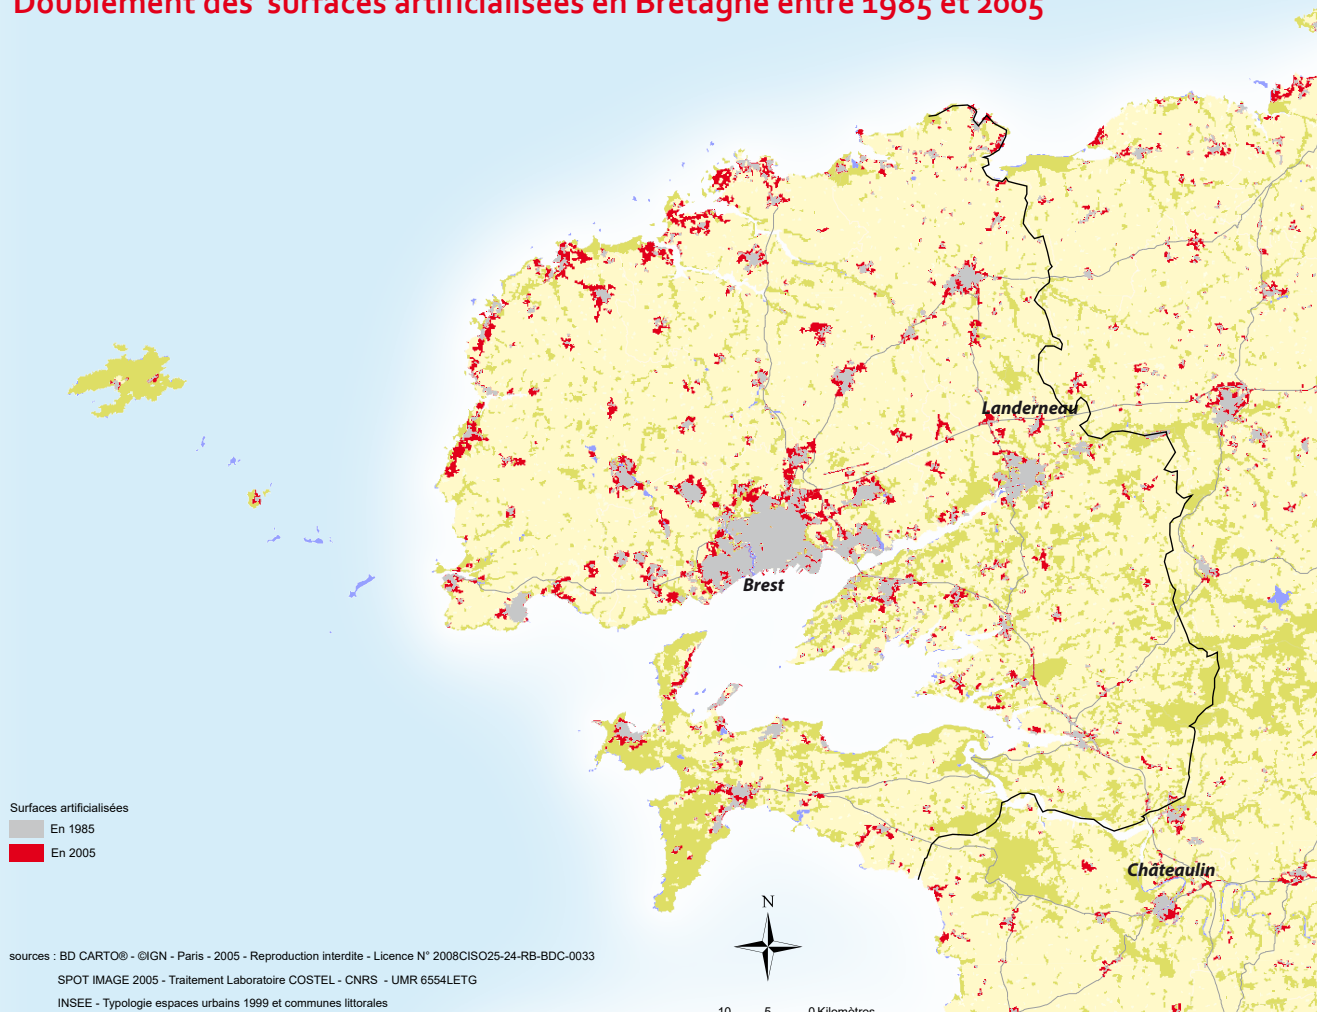 Doublement des surfaces artificialisées en Bretagne entre 1985 et 2005
Landerneau
Brest
Surfaces artificialisées
En 1985
En 2005
Châteaulin
N
sources : BD CARTO® - ©IGN - Paris - 2005 - Reproduction interdite - Licence N° 2008CISO25-24-RB-BDC-0033
SPOT IMAGE 2005 - Traitement Laboratoire COSTEL - CNRS - UMR 6554LETG
INSEE - Typologie espaces urbains 1999 et communes littorales
10 5 0 Kilomètres